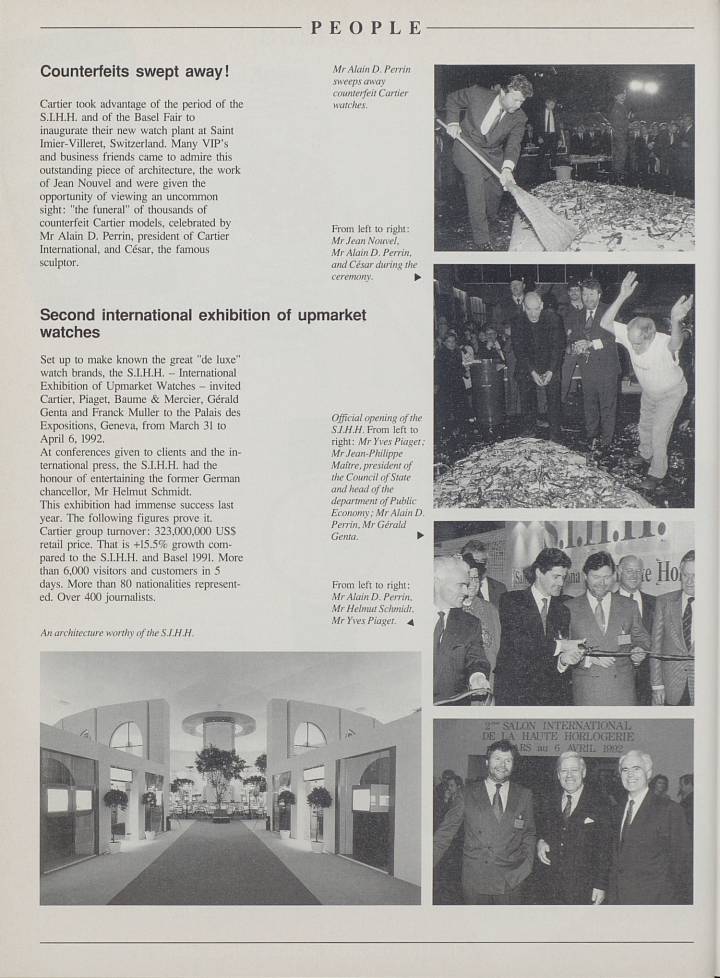 PEOPLE
Counterfeits swept away!
Cartier took advantage of the period of the
S.I.H.H. and of the Basel Fair to
inaugurate their new watch plant at Saint
Imier-Villeret, Switzerland. Many VIP's
and business friends came to admire this
outstanding piece of architecture, the work
of Jean Nouvel and were given the
opportunity of viewing an uncommon
sight: "the funeral" of thousands of
counterfeit Cartier models, celebrated by
Mr Alain D. Perrin, president of Cartier
International, and César, the famous
sculptor.
Mr Alain D. Perrin
sweeps away
counterfeit Cartier
watches.
From left to right:
Mr Jean Nouvel,
Mr Alain D. Perrin,
and César during the
ceremony.
Second international exhibition of upmarket
watches
Set up to make known the great "de luxe"
watch brands, the S.I.H.H. – International
Exhibition of Upmarket Watches – invited
Cartier, Piaget, Baume & Mercier, Gérald
Genta and Franck Muller to the Palais des
Expositions, Geneva, from March 31 to
April 6, 1992.
At conferences given to clients and the in-
ternational press, the S.I.H.H. had the
honour of entertaining the former German
chancellor, Mr Helmut Schmidt.
This exhibition had immense success last
year. The following figures prove it.
Cartier group turnover: 323,000,000 US$
retail price. That is +15.5% growth com-
pared to the S.I.H.H. and Basel 1991. More
than 6,000 visitors and customers in 5
days. More than 80 nationalities represent-
ed. Over 400 journalists.
Official opening of the
S.I.H.H. From left to
right: Mr Yves Piaget;
Mr Jean-Philippe
Maître, president of
the Council of State
and head of the
department of Public
Economy; Mr Alain D.
Perrin, Mr Gérald
Genta.
From left to right:
Mr Alain D. Perrin,
Mr Helmut Schmidt,
Mr Yves Piaget.
An architecture worthy of the S.I.H.H.
S.I.H.H.
te Ho
SALON INTERNATIONAL
DE LA HAUTE HORLOGERIE
ARS au 6 AVRIL 1992